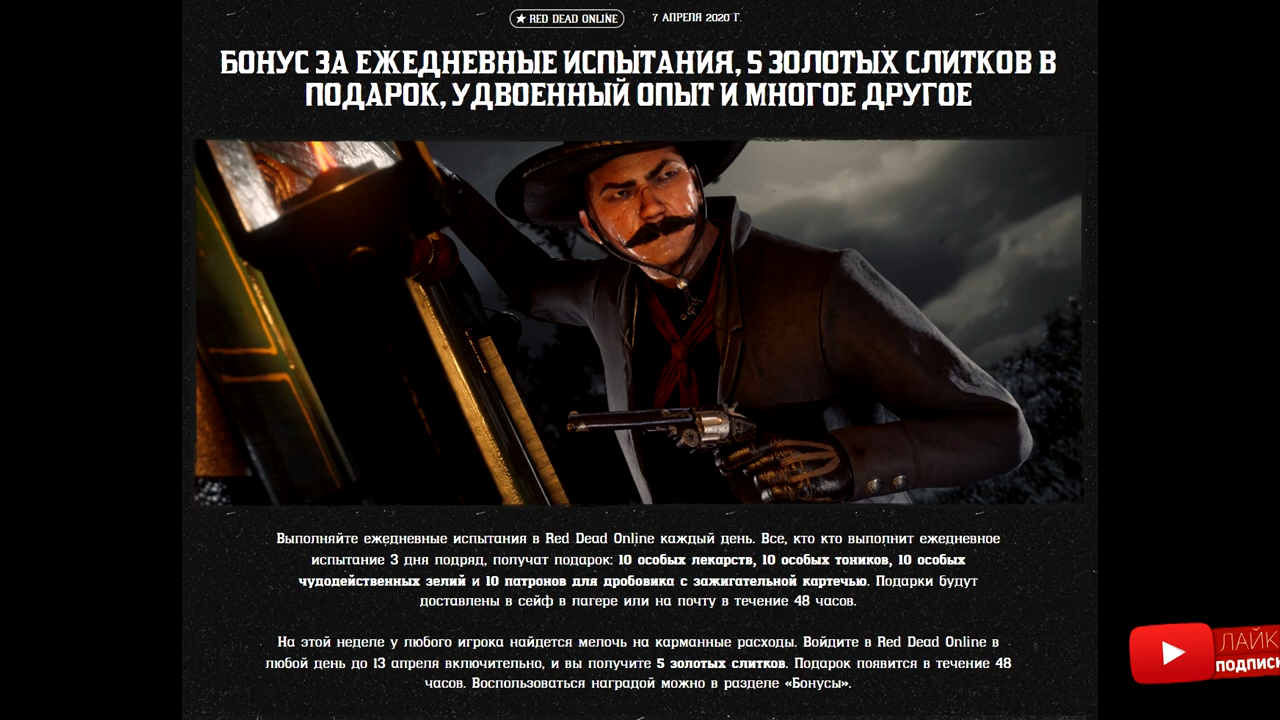 ★ RED DEAD ONLINE
7 АПРЕЛЯ 2020 Г.
БОНУС ЗА ЕЖЕДНЕВНЫЕ ИСПЫТАНИЯ, 5 ЗОЛОТЫХ СЛИТКОВ В
ПОДАРОК, УДВОЕННЫЙ ОПЫТ И МНОГОЕ ДРУГОЕ
Выполняйте ежедневные испытания в Red Dead Online каждый день. Все, кто кто выполнит ежедневное
испытание 3 дня подряд, получат подарок: 10 особых лекарств, 10 особых тоников, 10 особых
чудодейственных зелий и 10 патронов для дробовика с зажигательной картечью. Подарки будут
доставлены в сейф в лагере или на почту в течение 48 часов.
На этой неделе у любого игрока найдется мелочь на карманные расходы. Войдите в Red Dead Online в
любой день до 13 апреля включительно, и вы получите 5 золотых слитков. Подарок появится в течение 48
часов. Воспользоваться наградой можно в разделе «Бонусы».
ЛАЙК
ПОДПИСК